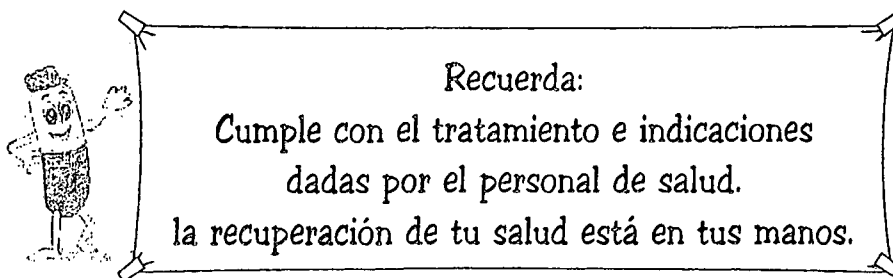 Recuerda:
Cumple con el tratamiento e indicaciones
dadas por el personal de salud.
la recuperación de tu salud está en tus manos.